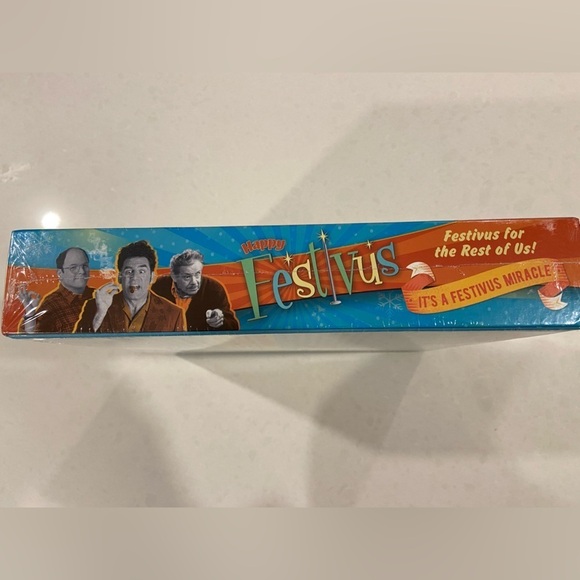 Happy
Festivus
Festivus for
the Rest of Us!
IT'S A FESTIVUS MIRACLE